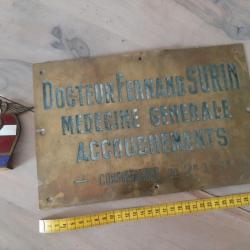 DOCTEUR FERNAND SURIN
MEDECINE GENERALE
ACCOUCHEMENTS